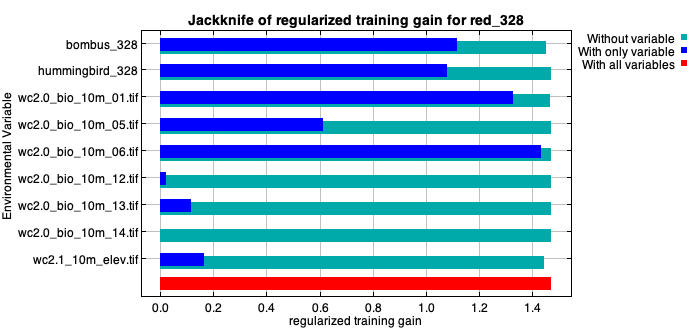 Jackknife of regularized training gain for red_328
Without variable
With only variable
With all variables
Environmental Variable
bombus_328
hummingbird_328
wc2.0_bio_10m_01.tif
wc2.0_bio_10m_05.tif
wc2.0_bio_10m_06.tif
wc2.0_bio_10m_12.tif
wc2.0_bio_10m_13.tif
wc2.0_bio_10m_14.tif
wc2.1_10m_elev.tif
0.0 0.2 0.4 0.6 0.8 1.0 1.2 1.4
regularized training gain